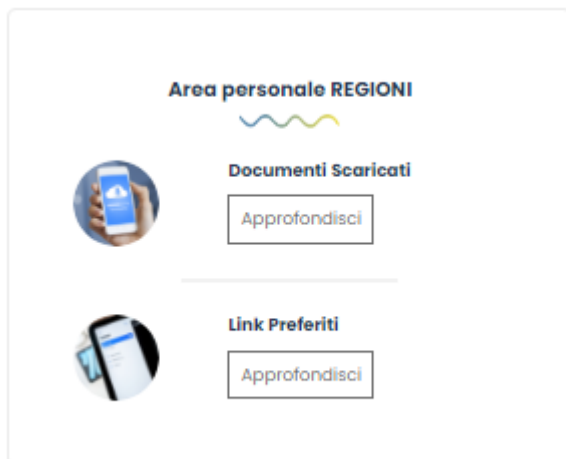 Area personale REGIONI
Documenti Scaricati
Approfondisci
Link Preferiti
Approfondisci